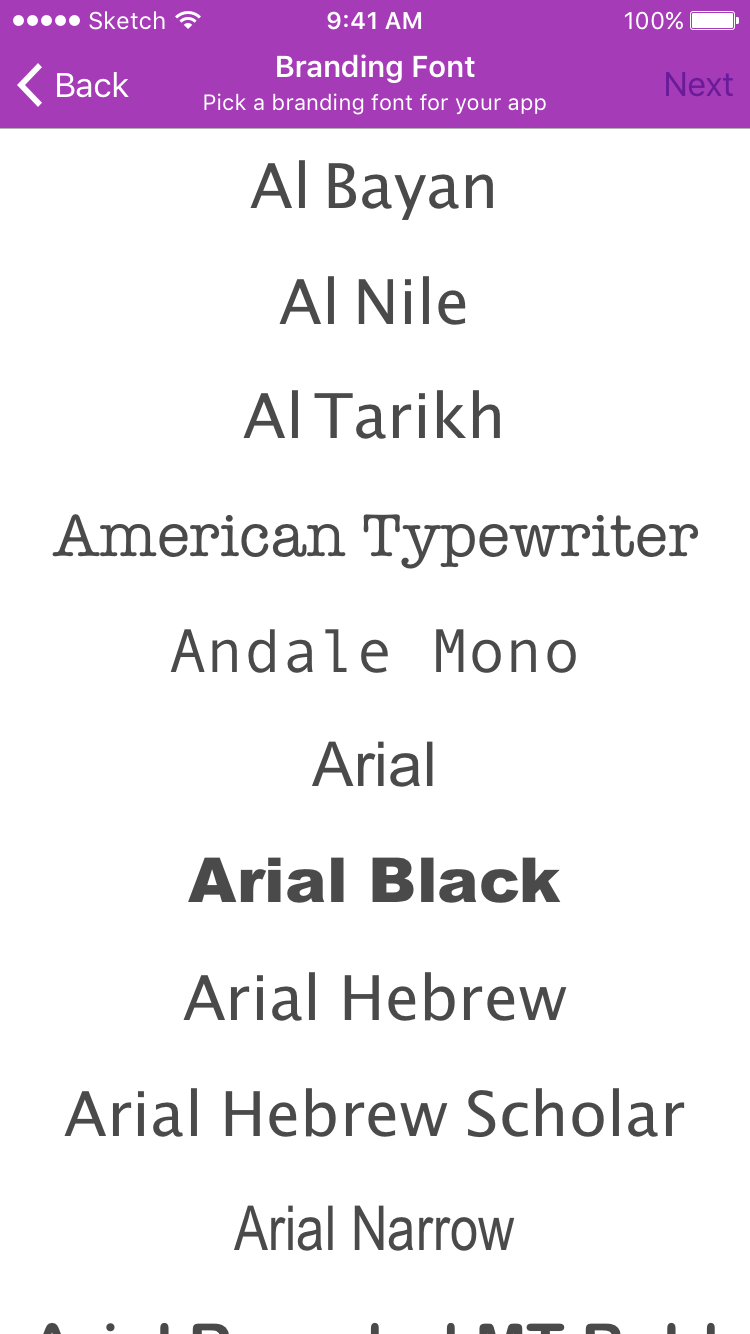 Sketch 9:41 AM 100%
Back Branding Font Next
Pick a branding font for your app
Al Bayan
Al Nile
Al Tarikh
American Typewriter
Andale Mono
Arial
Arial Black
Arial Hebrew
Arial Hebrew Scholar
Arial Narrow